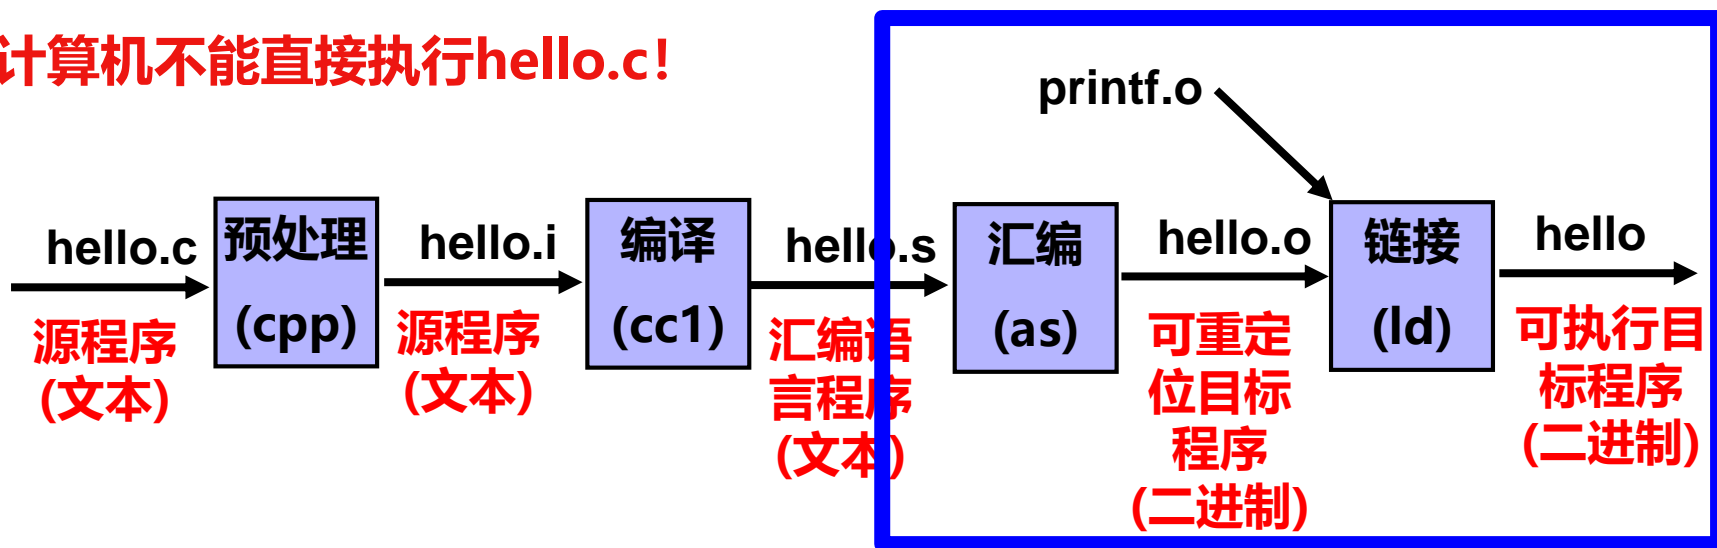 计算机不能直接执行hello.c！
printf.o
hello.c
预处理
(cpp)
hello.i
编译
(cc1)
hello.s
汇编
(as)
hello.o
链接
(ld)
hello
源程序
(文本)
源程序
(文本)
汇编语
言程序
(文本)
可重定
位目标
程序
(二进制)
可执行目
标程序
(二进制)